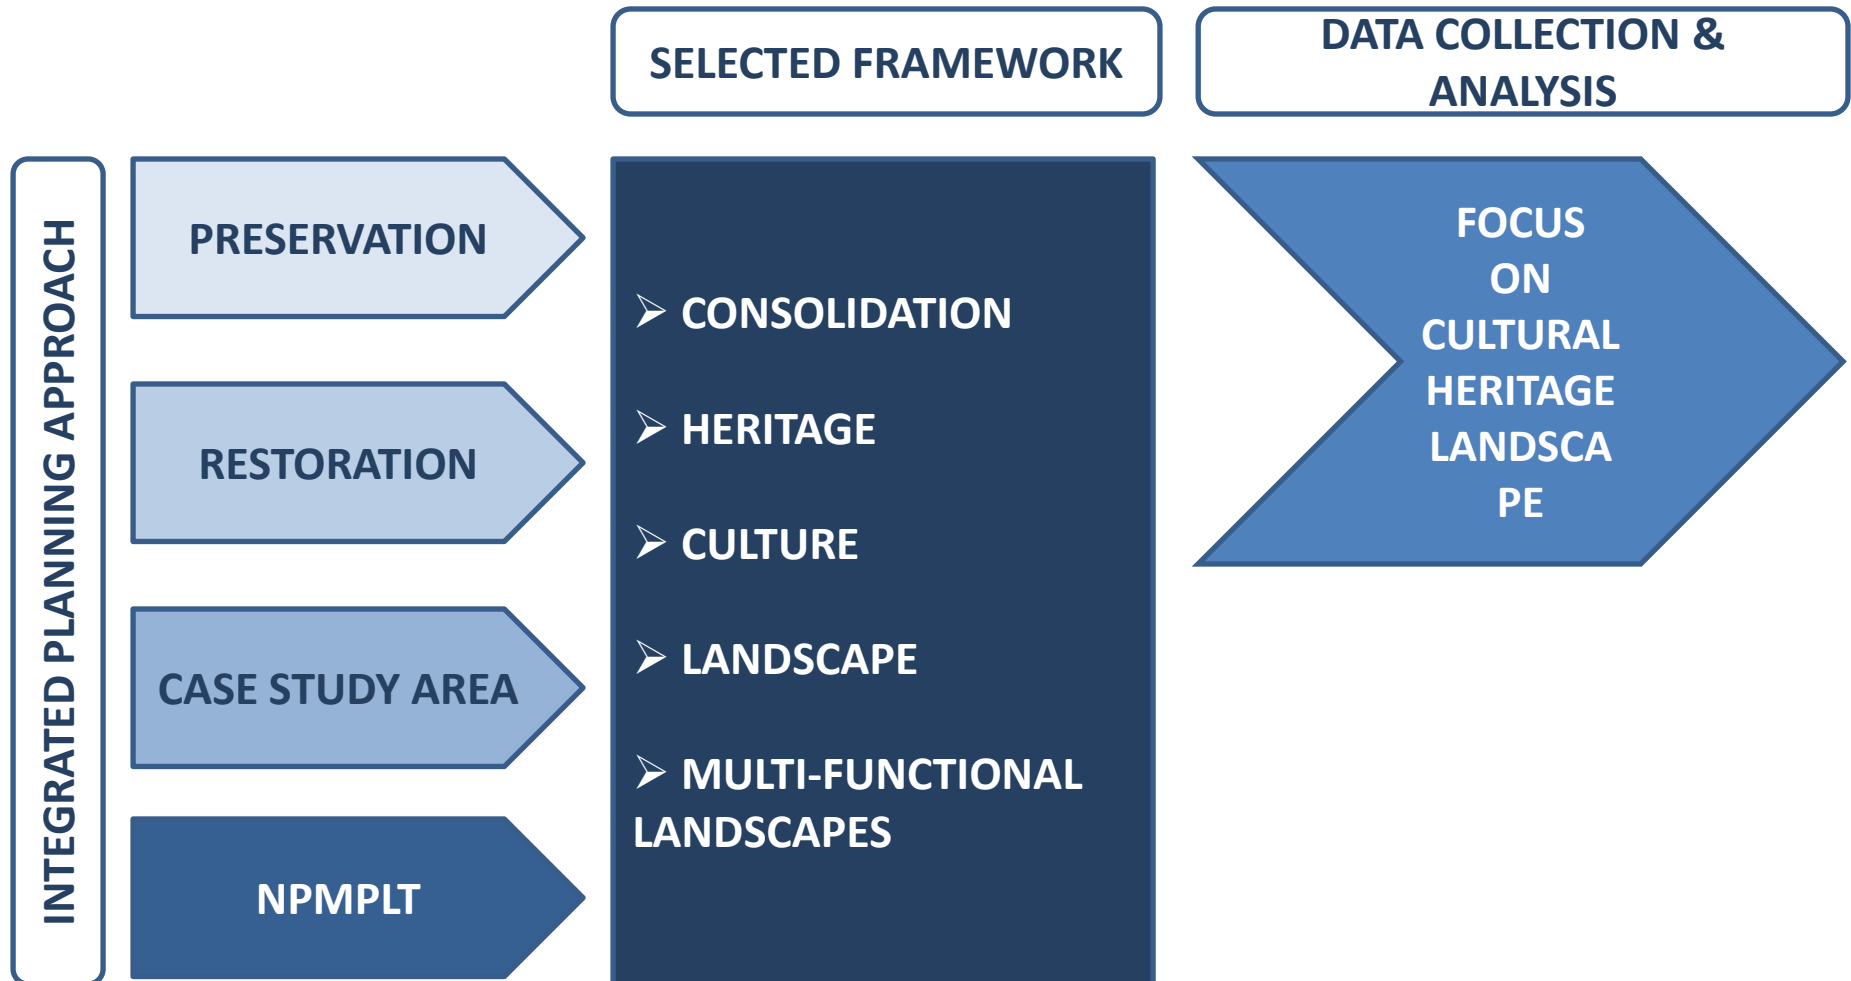 SELECTED FRAMEWORK
DATA COLLECTION &
ANALYSIS
INTEGRATED PLANNING APPROACH
PRESERVATION
RESTORATION
CASE STUDY AREA
NPMPLT
➢ CONSOLIDATION
➢ HERITAGE
➢ CULTURE
➢ LANDSCAPE
➢ MULTI-FUNCTIONAL
LANDSCAPES
FOCUS
ON
CULTURAL
HERITAGE
LANDSCA
PE